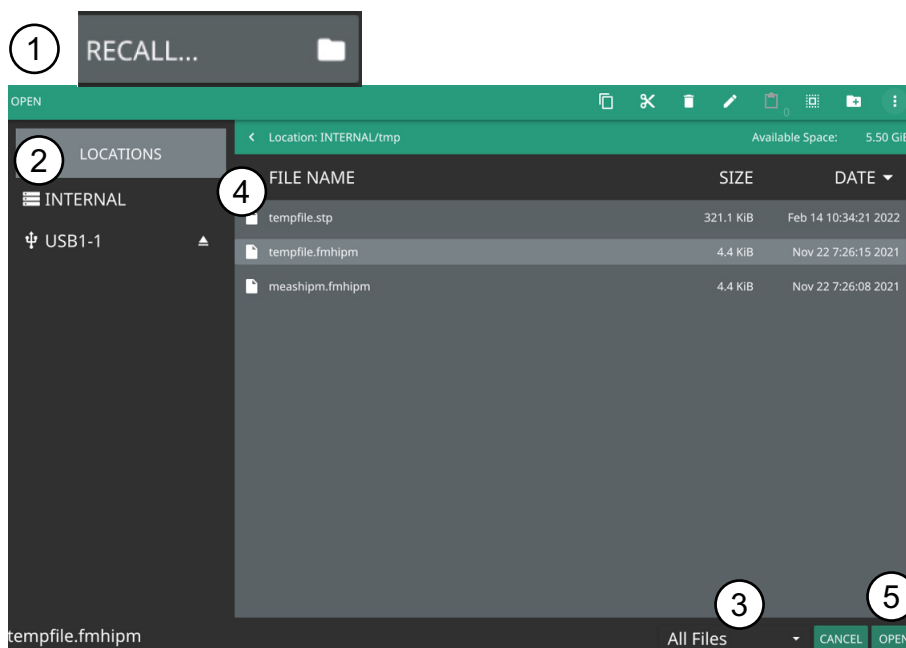 1 RECALL...
OPEN
0
2 LOCATIONS
INTERNAL
USB1-1
Location: INTERNAL/tmp Available Space: 5.50 GiB
4 FILE NAME SIZE DATE
tempfile.stp 321.1 KiB Feb 14 10:34:21 2022
tempfile.fmhipm 4.4 KiB Nov 22 7:26:15 2021
meashipm.fmhipm 4.4 KiB Nov 22 7:26:08 2021
3
5
tempfile.fmhipm All Files CANCEL OPEN